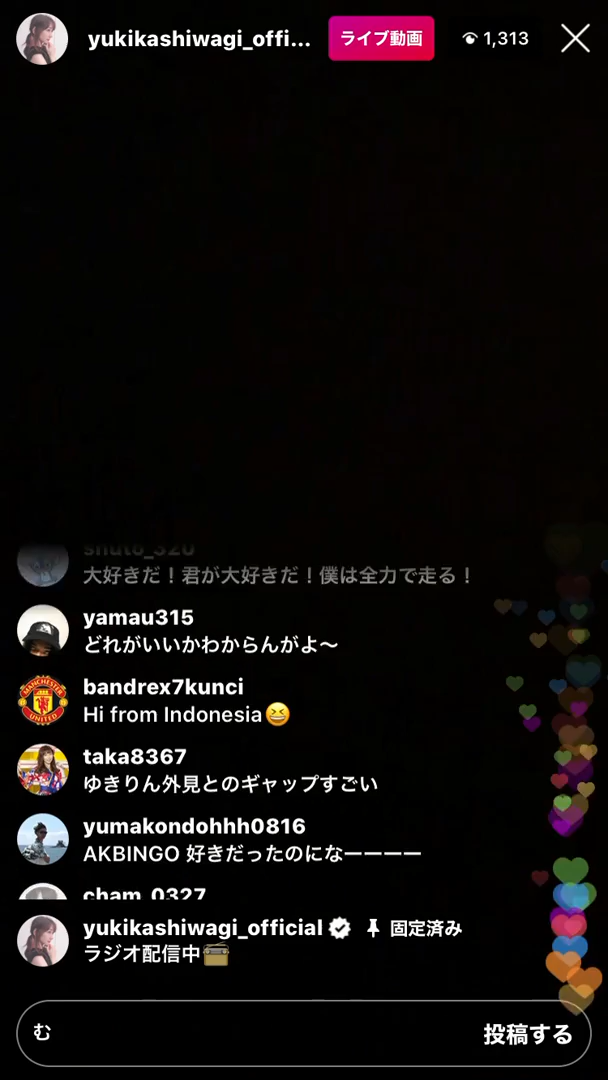 yukikashiwagi_offi...
ライブ動画
1,313
shuto_320
大好きだ！君が大好きだ！僕は全力で走る！
yamau315
どれがいいかわからんがよ〜
bandrex7kunci
Hi from Indonesia😆
taka8367
ゆきりん外見とのギャップすごい
yumakondohhh0816
AKBINGO 好きだったのになーーーー
cham_0327
yukikashiwagi_official 固定済み
ラジオ配信中📻
む
投稿する